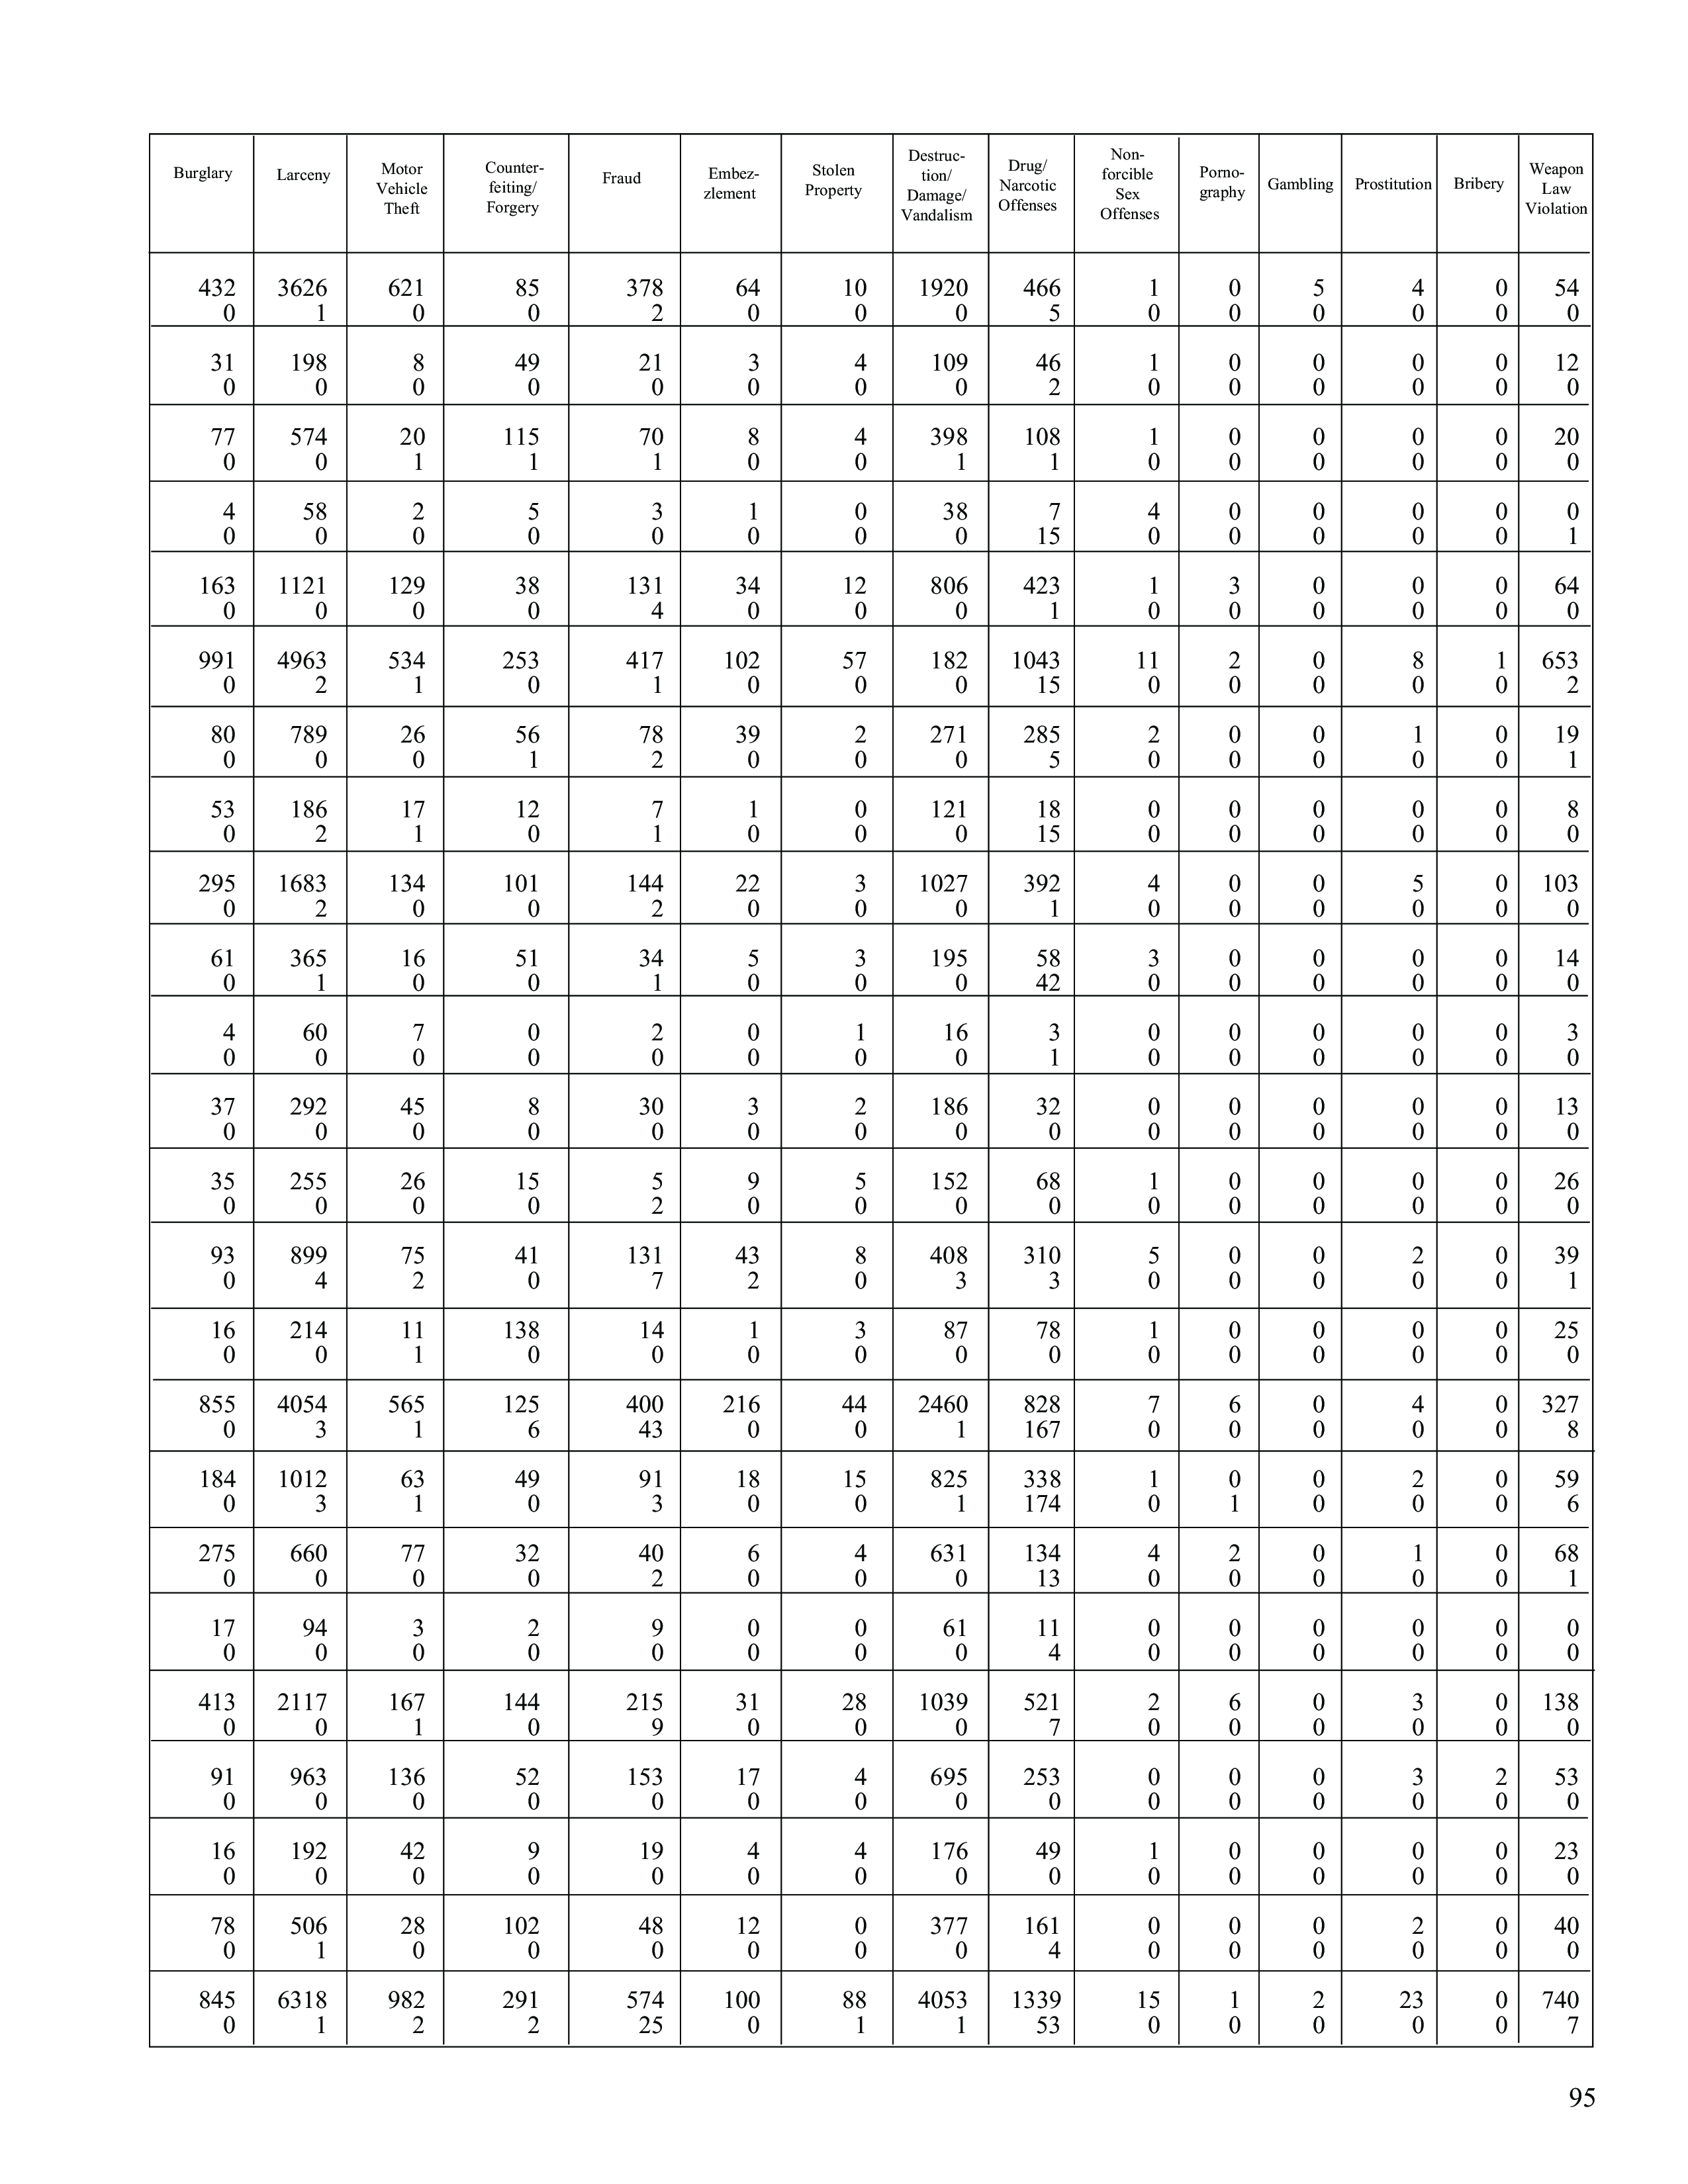 Burglary Larceny Motor Vehicle Theft Counter-feiting/ Forgery Fraud Embez-zlement Stolen Property Destruc-tion/ Damage/ Vandalism Drug/ Narcotic Offenses Non-forcible Sex Offenses Porno-graphy Gambling Prostitution Bribery Weapon Law Violation
432 3626 621 85 378 64 10 1920 466 1 0 5 4 0 54
0 1 0 0 2 0 0 0 5 0 0 0 0 0 0
31 198 8 49 21 3 4 109 46 1 0 0 0 0 12
0 0 0 0 0 0 0 0 2 0 0 0 0 0 0
77 574 20 115 70 8 4 398 108 1 0 0 0 0 20
0 0 1 1 1 0 0 1 1 0 0 0 0 0 0
4 58 2 5 3 1 0 38 7 4 0 0 0 0 0
0 0 0 0 0 0 0 0 15 0 0 0 0 0 1
163 1121 129 38 131 34 12 806 423 1 3 0 0 0 64
0 0 0 0 4 0 0 0 1 0 0 0 0 0 0
991 4963 534 253 417 102 57 182 1043 11 2 0 8 1 653
0 2 1 0 1 0 0 0 15 0 0 0 0 0 2
80 789 26 56 78 39 2 271 285 2 0 0 1 0 19
0 0 0 1 2 0 0 0 5 0 0 0 0 0 1
53 186 17 12 7 1 0 121 18 0 0 0 0 0 8
0 2 1 0 1 0 0 0 15 0 0 0 0 0 0
295 1683 134 101 144 22 3 1027 392 4 0 0 5 0 103
0 2 0 0 2 0 0 0 1 0 0 0 0 0 0
61 365 16 51 34 5 3 195 58 3 0 0 0 0 14
0 1 0 0 1 0 0 0 42 0 0 0 0 0 0
4 60 7 0 2 0 1 16 3 0 0 0 0 0 3
0 0 0 0 0 0 0 0 1 0 0 0 0 0 0
37 292 45 8 30 3 2 186 32 0 0 0 0 0 13
0 0 0 0 0 0 0 0 0 0 0 0 0 0 0
35 255 26 15 5 9 5 152 68 1 0 0 0 0 26
0 0 0 0 2 0 0 0 0 0 0 0 0 0 0
93 899 75 41 131 43 8 408 310 5 0 0 2 0 39
0 4 2 0 7 2 0 3 3 0 0 0 0 0 1
16 214 11 138 14 1 3 87 78 1 0 0 0 0 25
0 0 1 0 0 0 0 0 0 0 0 0 0 0 0
855 4054 565 125 400 216 44 2460 828 7 6 0 4 0 327
0 3 1 6 43 0 0 1 167 0 0 0 0 0 8
184 1012 63 49 91 18 15 825 338 1 0 0 2 0 59
0 3 1 0 3 0 0 1 174 0 1 0 0 0 6
275 660 77 32 40 6 4 631 134 4 2 0 1 0 68
0 0 0 0 2 0 0 0 13 0 0 0 0 0 1
17 94 3 2 9 0 0 61 11 0 0 0 0 0 0
0 0 0 0 0 0 0 0 4 0 0 0 0 0 0
413 2117 167 144 215 31 28 1039 521 2 6 0 3 0 138
0 0 1 0 9 0 0 0 7 0 0 0 0 0 0
91 963 136 52 153 17 4 695 253 0 0 0 3 2 53
0 0 0 0 0 0 0 0 0 0 0 0 0 0 0
16 192 42 9 19 4 4 176 49 1 0 0 0 0 23
0 0 0 0 0 0 0 0 0 0 0 0 0 0 0
78 506 28 102 48 12 0 377 161 0 0 0 2 0 40
0 1 0 0 0 0 0 0 4 0 0 0 0 0 0
845 6318 982 291 574 100 88 4053 1339 15 1 2 23 0 740
0 1 2 2 25 0 1 1 53 0 0 0 0 0 7
95